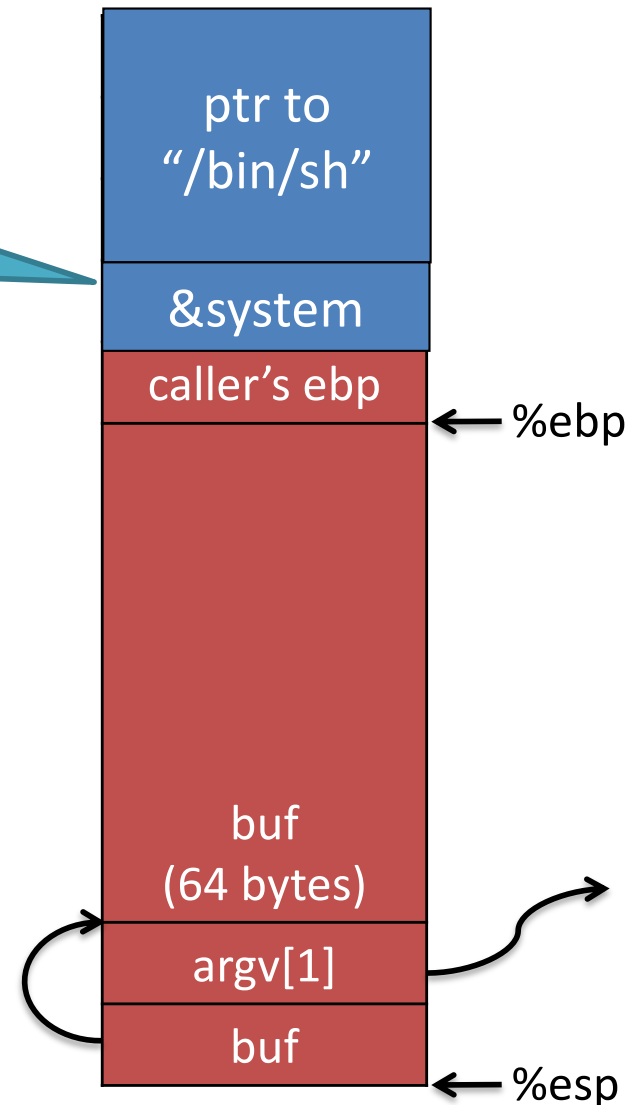 ptr to
“/bin/sh”
&system
caller’s ebp
%ebp
buf
(64 bytes)
argv[1]
buf
%esp